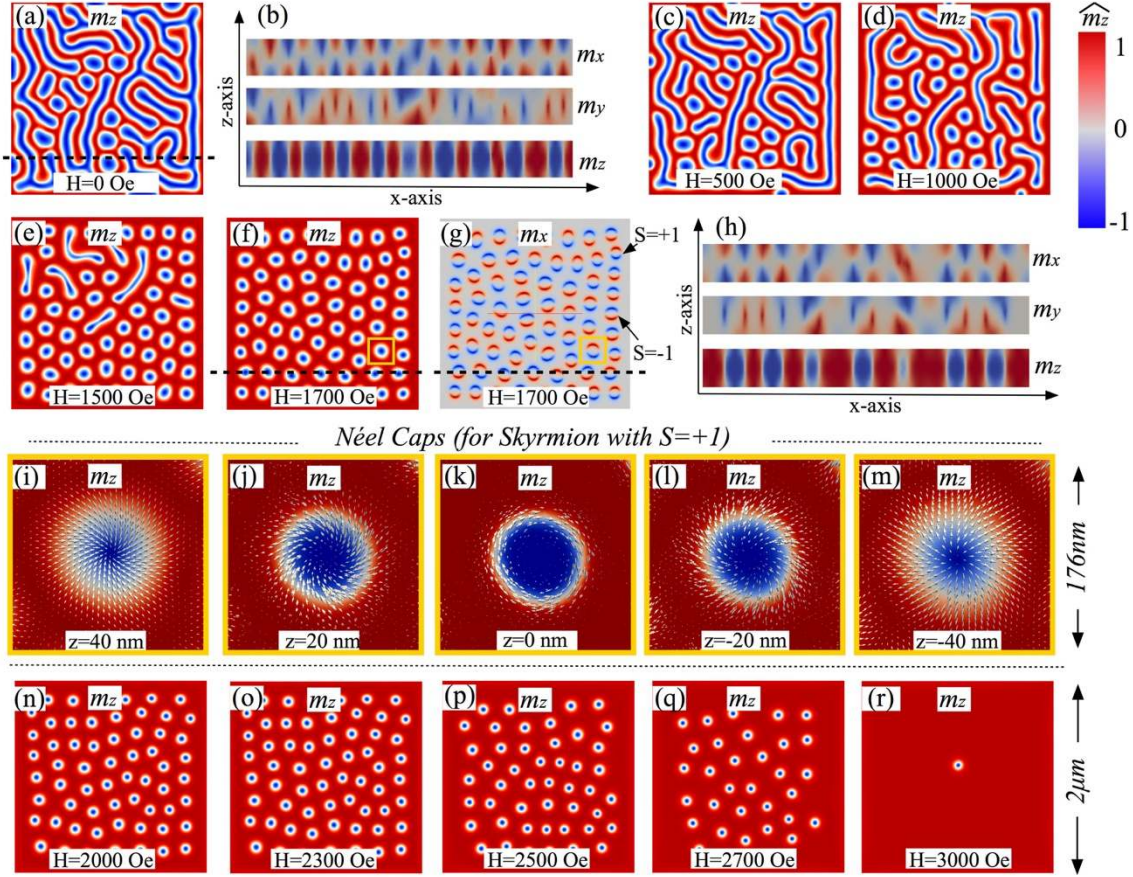 (a) mz
H=0 Oe
(b)
z-axis
mx
my
mz
x-axis
(c) mz
H=500 Oe
(d) mz
H=1000 Oe
m̂z
1
0
-1
(e) mz
H=1500 Oe
(f) mz
H=1700 Oe
(g) mx
S=+1
S=-1
H=1700 Oe
(h)
z-axis
mx
my
mz
x-axis
Néel Caps (for Skyrmion with S=+1)
(i) mz
z=40 nm
(j) mz
z=20 nm
(k) mz
z=0 nm
(l) mz
z=-20 nm
(m) mz
z=-40 nm
176nm
(n) mz
H=2000 Oe
(o) mz
H=2300 Oe
(p) mz
H=2500 Oe
(q) mz
H=2700 Oe
(r) mz
H=3000 Oe
2μm